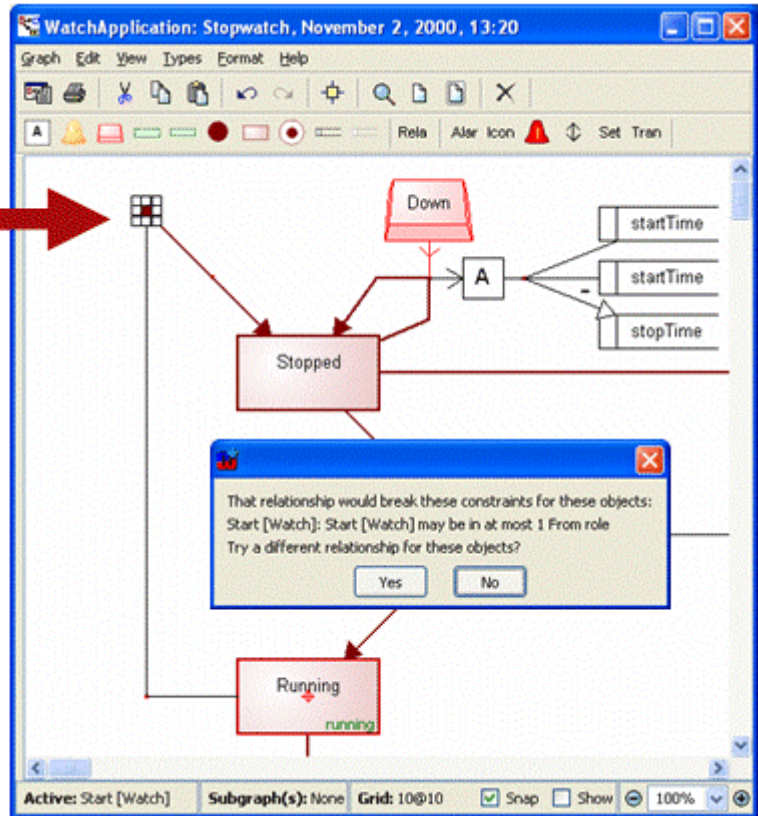 WatchApplication: Stopwatch, November 2, 2000, 13:20
Graph Edit View Types Format Help
A Rela Alar Icon Set Tran
Down
startTime
A
startTime
stopTime
Stopped
That relationship would break these constraints for these objects:
Start [Watch]: Start [Watch] may be in at most 1 From role
Try a different relationship for these objects?
Yes No
Running
running
Active: Start [Watch] Subgraph(s): None Grid: 10@10 Snap Show 100%